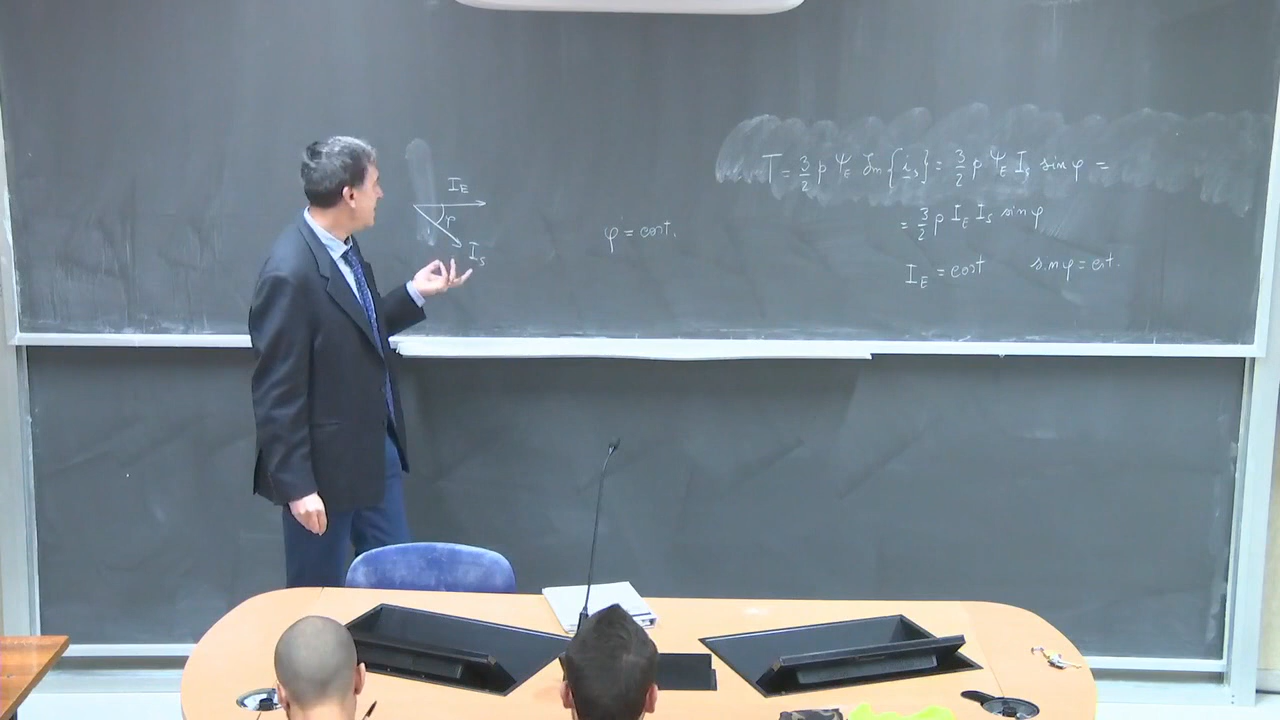 I_E
φ
I_s
φ = cost.
T = 3/2 p Ψ_E Im{i_s} = 3/2 p Ψ_E I_s sin φ =
= 3/2 p I_E I_s sin φ
I_E = cost sin φ = cost.